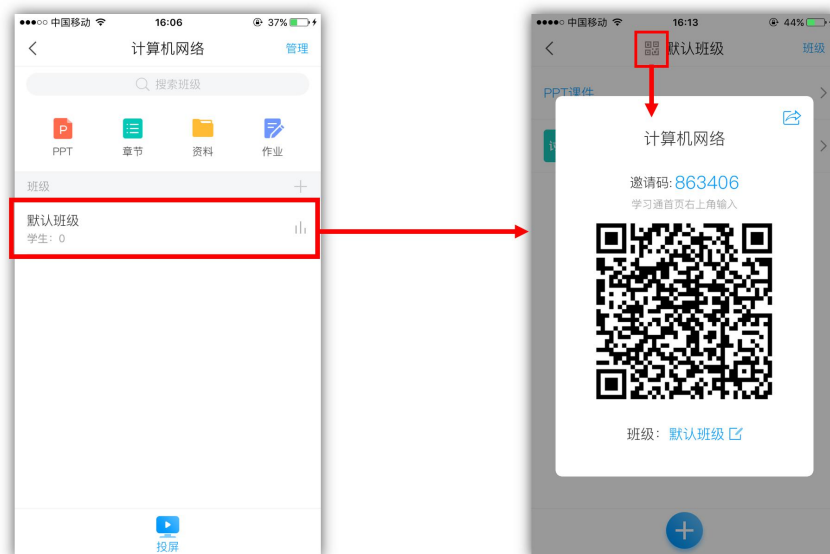 中国移动 16:06 37%
计算机网络 管理
搜索班级
PPT 章节 资料 作业
班级
默认班级
学生：0
投屏
中国移动 16:13 44%
默认班级 班级
PPT课件
计算机网络
邀请码:863406
学习通首页右上角输入
班级：默认班级